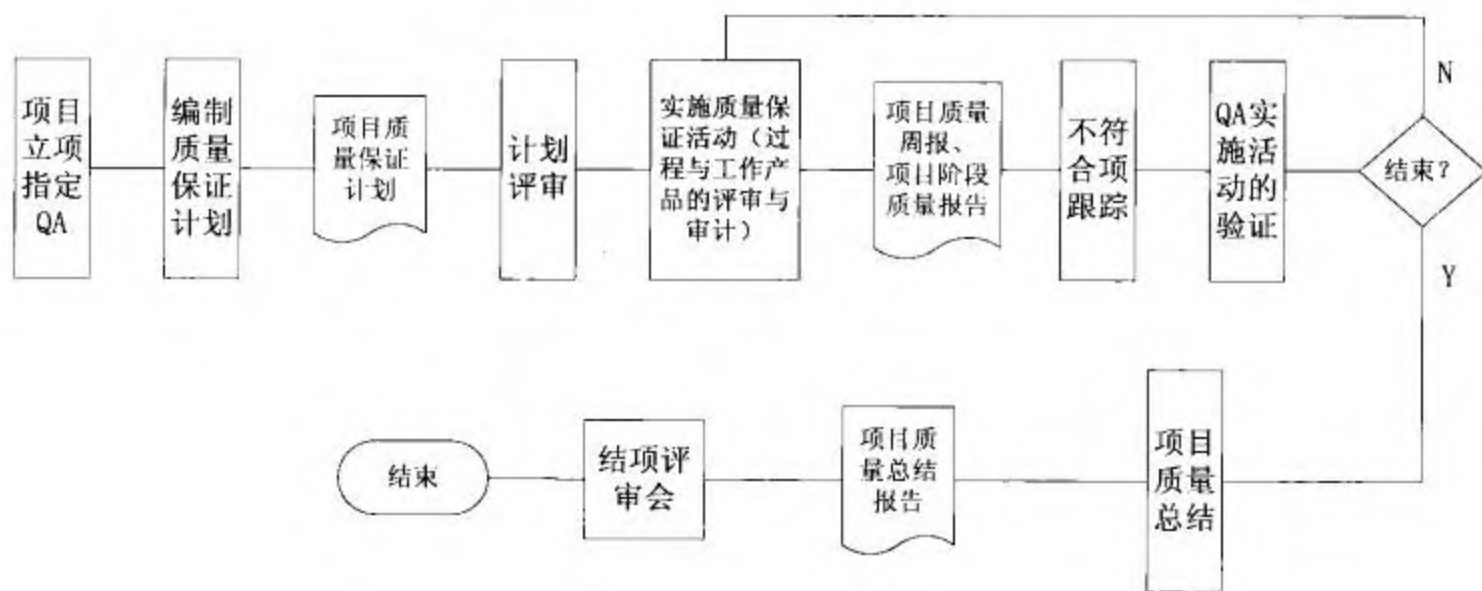 项目
立项
指定
QA
编制
质量
保证
计划
项目质
量保证
计划
计划
评审
实施质量保
证活动（过
程与工作产
品的评审与
审计）
项目质量
周报、
项目阶段
质量报告
不符
合项
跟踪
QA实
施活
动的
验证
结束？
N
Y
项目
质量
总结
项目质
量总结
报告
结项评
审会
结束